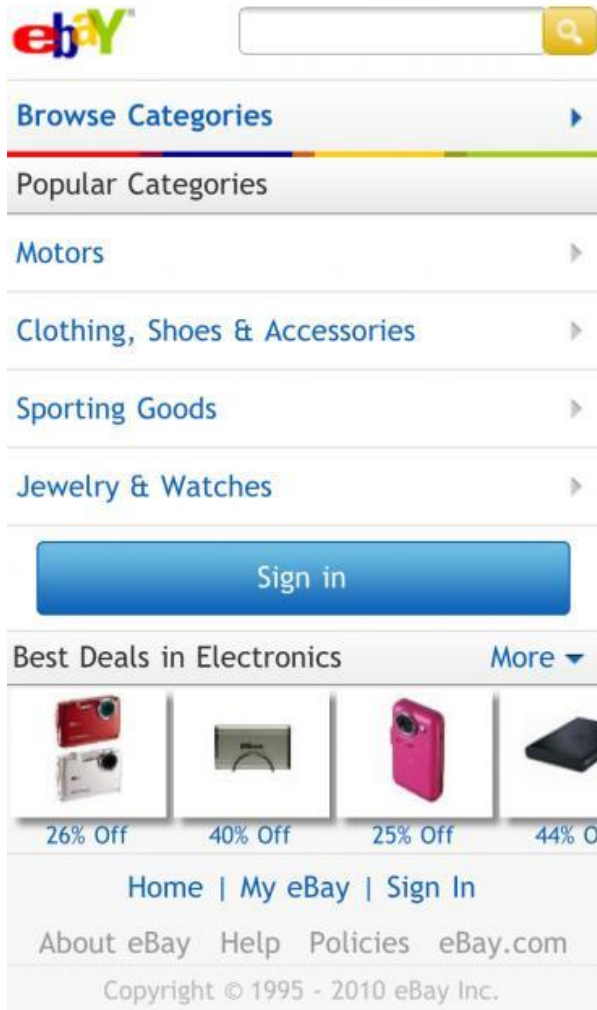 ebaY
Browse Categories
Popular Categories
Motors
Clothing, Shoes & Accessories
Sporting Goods
Jewelry & Watches
Sign in
Best Deals in Electronics More
26% Off 40% Off 25% Off 44% O
Home | My eBay | Sign In
About eBay Help Policies eBay.com
Copyright © 1995 - 2010 eBay Inc.